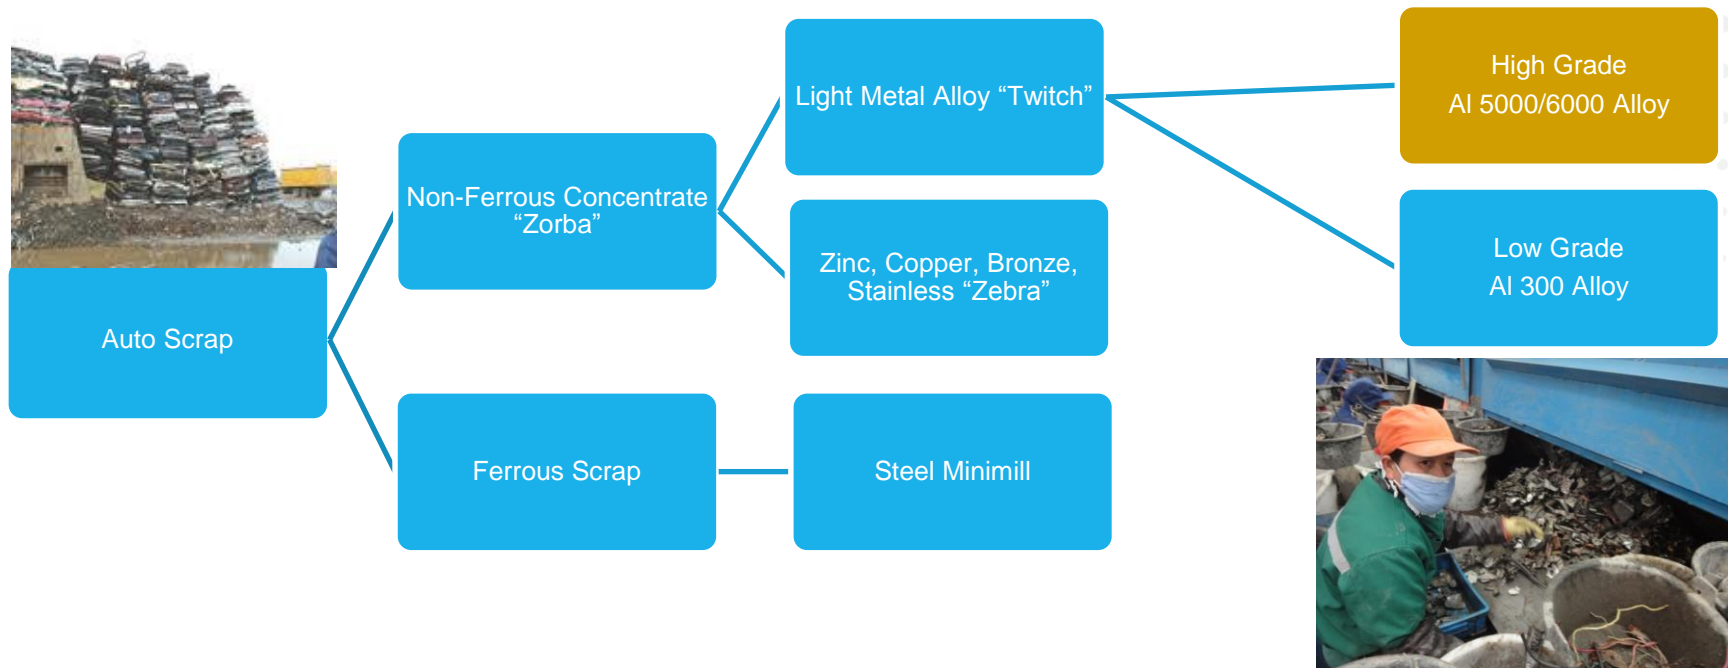 Auto Scrap
Non-Ferrous Concentrate
“Zorba”
Ferrous Scrap
Light Metal Alloy “Twitch”
Zinc, Copper, Bronze,
Stainless “Zebra”
Steel Minimill
High Grade
Al 5000/6000 Alloy
Low Grade
Al 300 Alloy